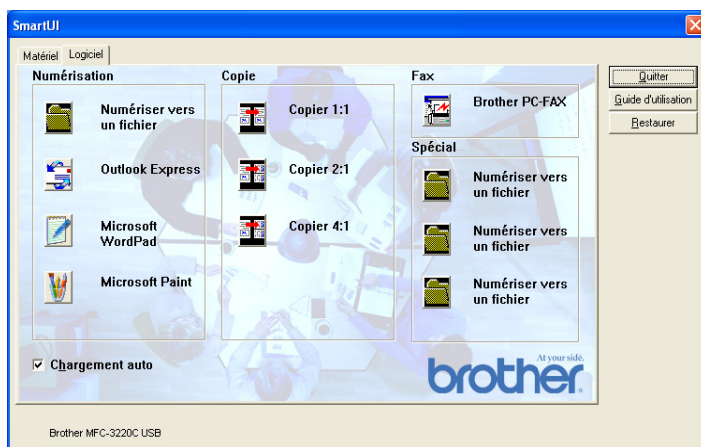 SmartUI
Matériel
Logiciel
Numérisation
Numériser vers
un fichier
Outlook Express
Microsoft
WordPad
Microsoft Paint
Copie
Copier 1:1
Copier 2:1
Copier 4:1
Fax
Brother PC-FAX
Spécial
Numériser vers
un fichier
Numériser vers
un fichier
Numériser vers
un fichier
Quitter
Guide d'utilisation
Restaurer
Chargement auto
At your side.
brother
Brother MFC-3220C USB